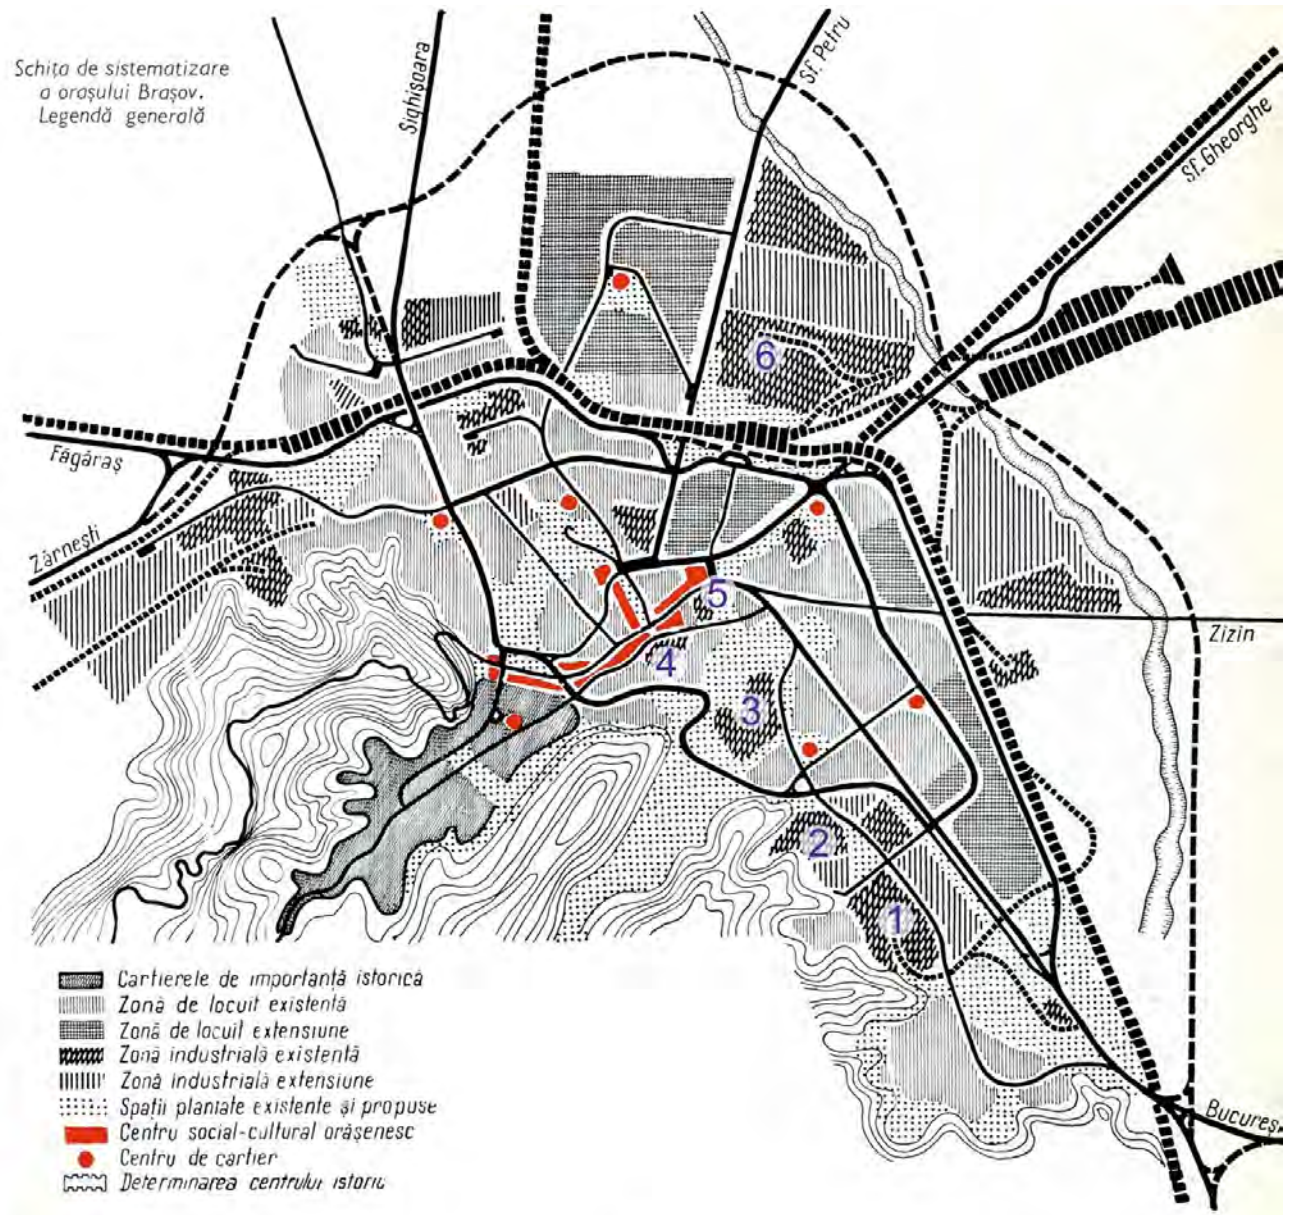 Schița de sistematizare
a orașului Brașov.
Legendă generală
Sighișoara
Sf. Petru
Sf. Gheorghe
6
Făgăraș
Zărnești
5
Zizin
4
3
2
1
București
Cartierele de importanță istorică
Zonă de locuit existentă
Zonă de locuit extensiune
Zonă industrială existentă
Zonă industrială extensiune
Spații plantate existente și propuse
Centru social-cultural orășenesc
Centru de cartier
Determinarea centrului istoric